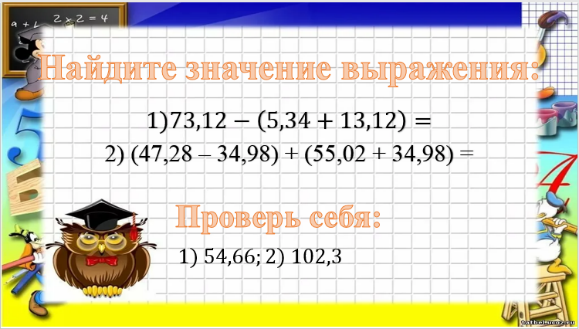 a + 2 x 2 = 4
Найдите значение выражения:
1)73,12 − (5,34 + 13,12) =
2) (47,28 – 34,98) + (55,02 + 34,98) =
Проверь себя:
1) 54,66; 2) 102,3